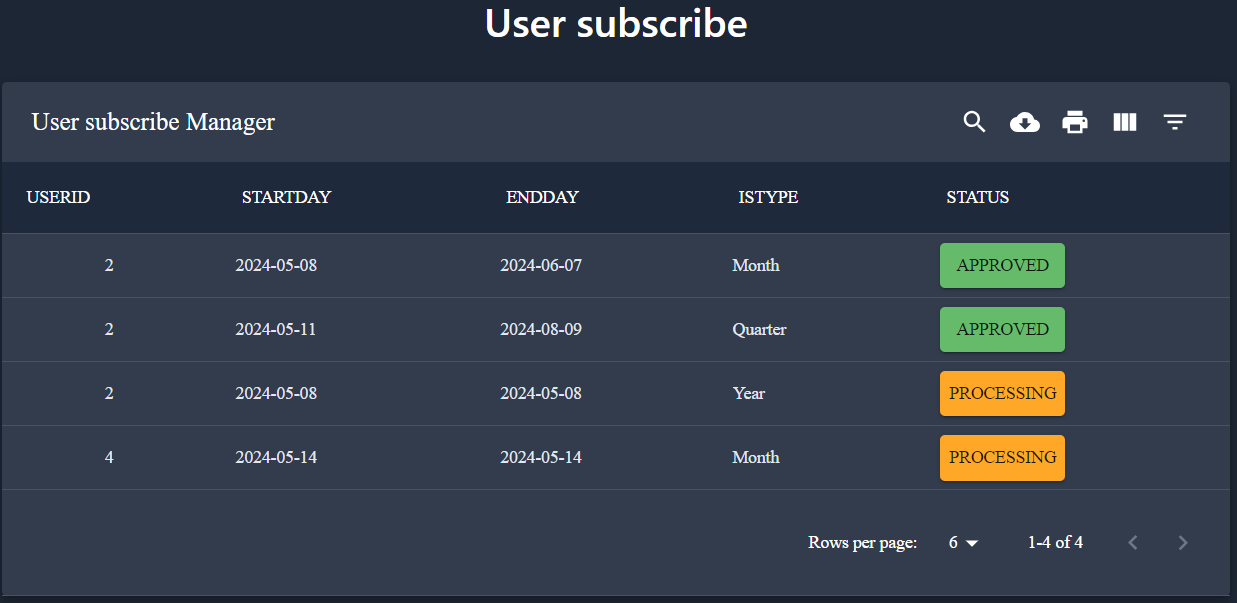 User subscribe
User subscribe Manager
USERID STARTDAY ENDDAY ISTYPE STATUS
2 2024-05-08 2024-06-07 Month APPROVED
2 2024-05-11 2024-08-09 Quarter APPROVED
2 2024-05-08 2024-05-08 Year PROCESSING
4 2024-05-14 2024-05-14 Month PROCESSING
Rows per page: 6 1-4 of 4